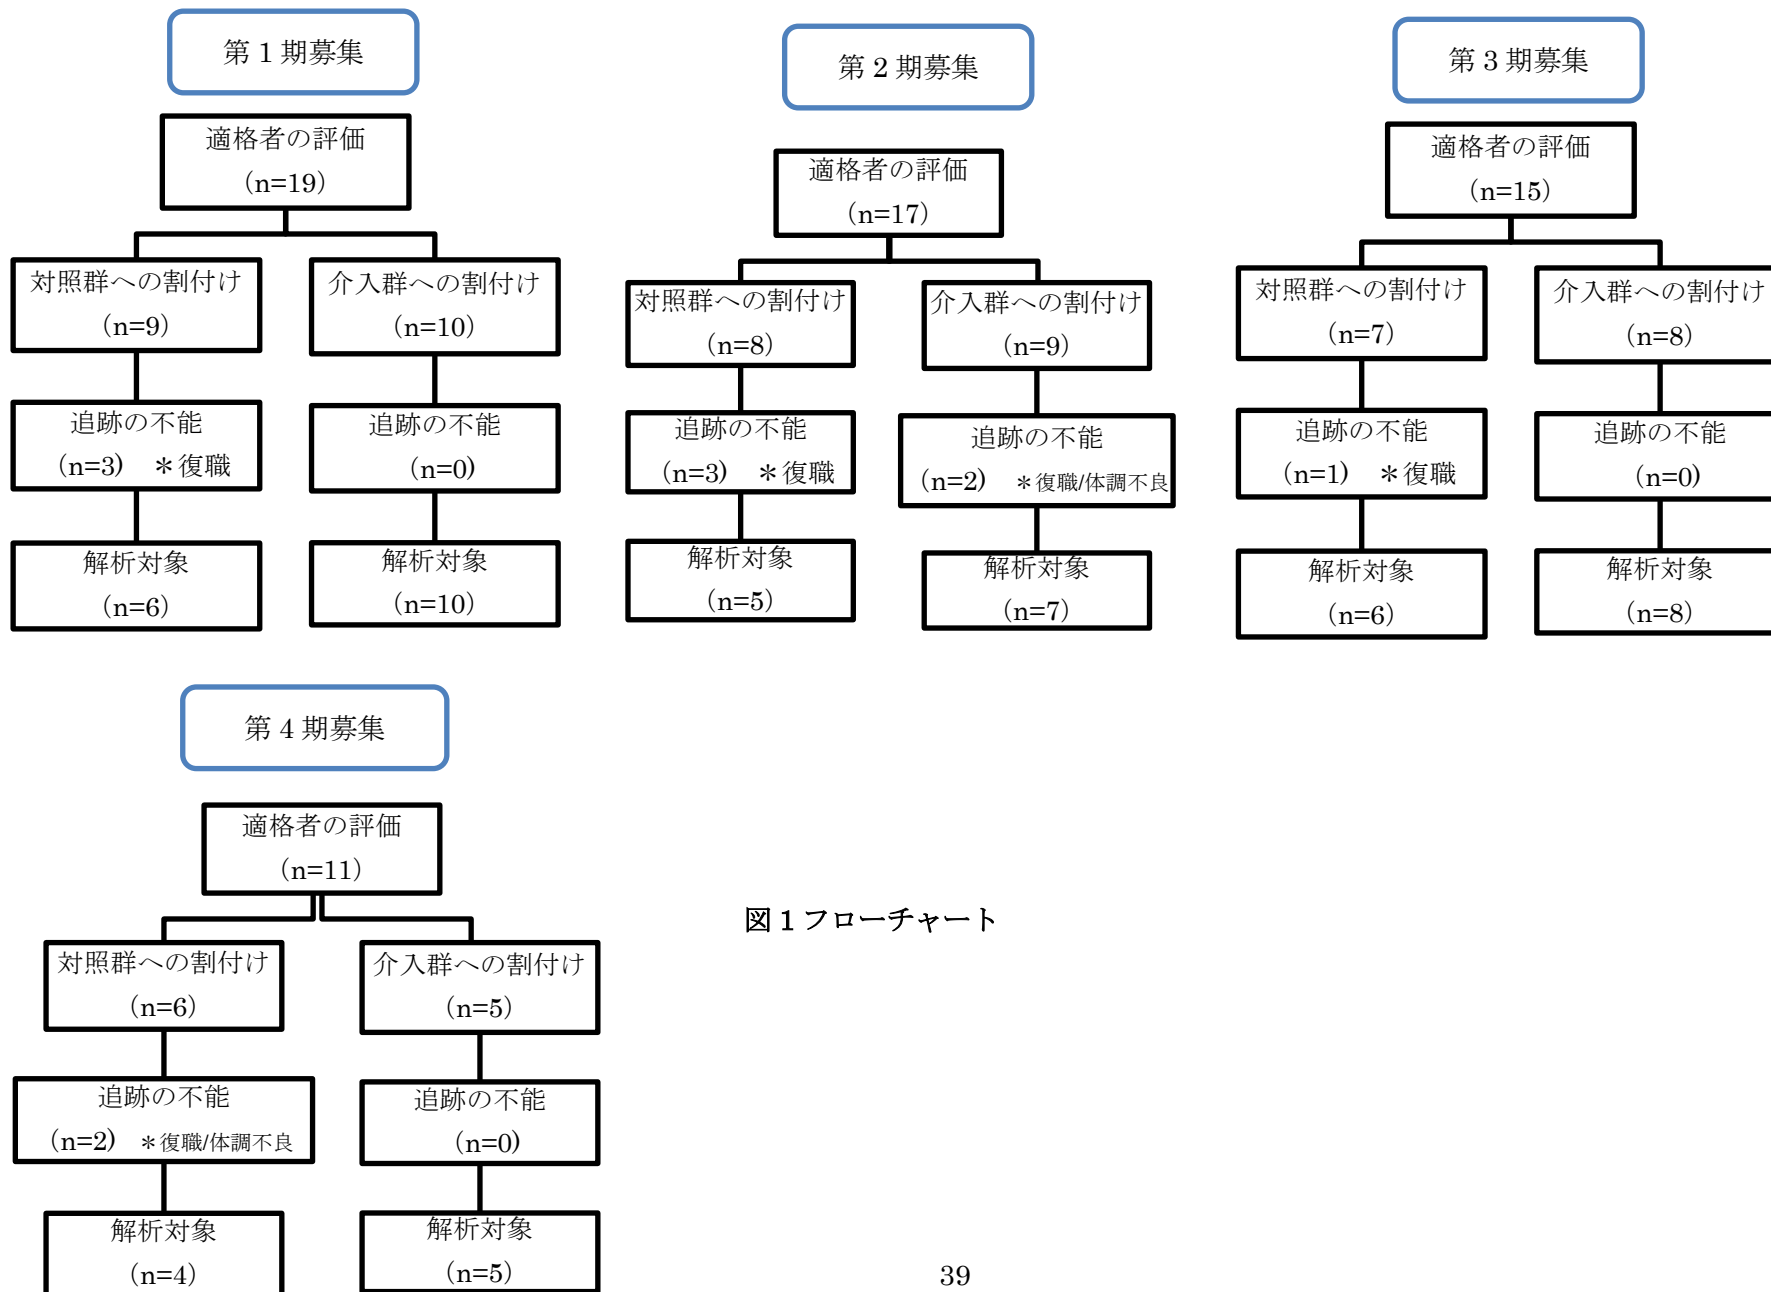 第 1 期募集
適格者の評価
（n=19）
対照群への割付け
（n=9）
介入群への割付け
（n=10）
追跡の不能
（n=3）　＊復職
追跡の不能
（n=0）
解析対象
（n=6）
解析対象
（n=10）
第 2 期募集
適格者の評価
（n=17）
対照群への割付け
（n=8）
介入群への割付け
（n=9）
追跡の不能
（n=3）　＊復職
追跡の不能
（n=2）　＊復職/体調不良
解析対象
（n=5）
解析対象
（n=7）
第 3 期募集
適格者の評価
（n=15）
対照群への割付け
（n=7）
介入群への割付け
（n=8）
追跡の不能
（n=1）　＊復職
追跡の不能
（n=0）
解析対象
（n=6）
解析対象
（n=8）
第 4 期募集
適格者の評価
（n=11）
対照群への割付け
（n=6）
介入群への割付け
（n=5）
追跡の不能
（n=2）　＊復職/体調不良
追跡の不能
（n=0）
解析対象
（n=4）
解析対象
（n=5）
図 1 フローチャート
39